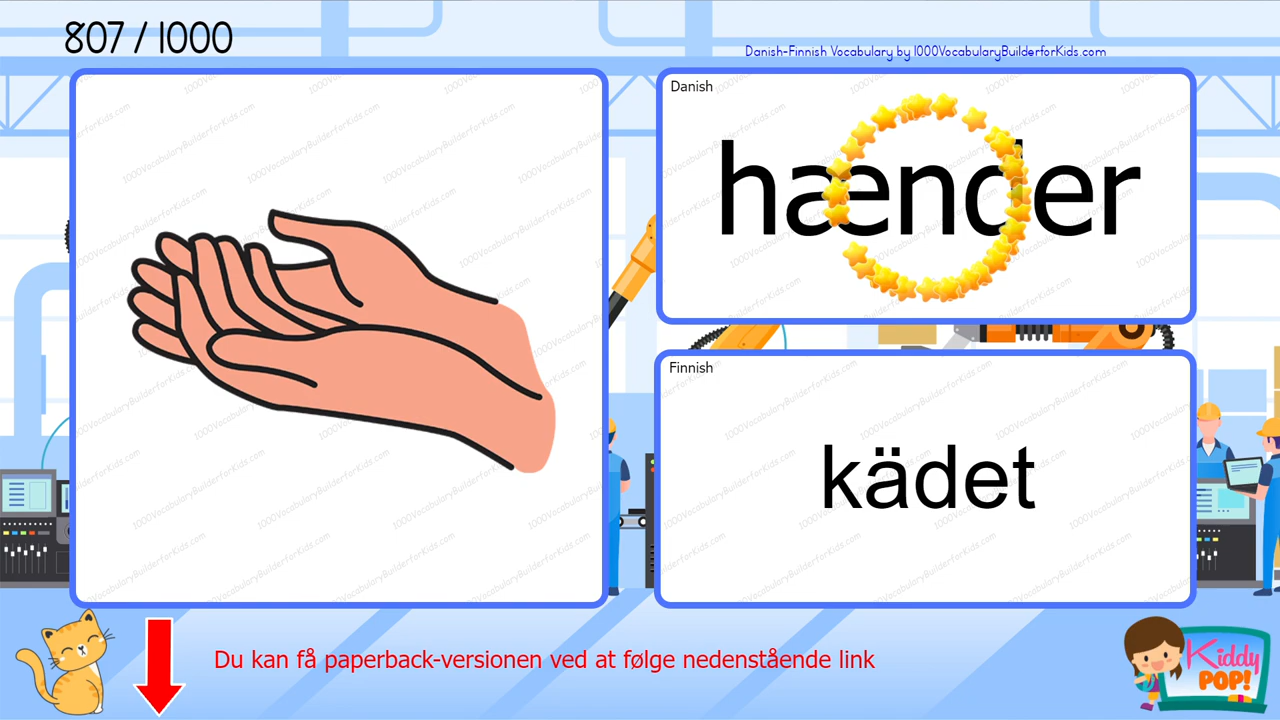 807 / 1000
Danish-Finnish Vocabulary by 1000VocabularyBuilderforKids.com
Danish
hænder
Finnish
kädet
Du kan få paperback-versionen ved at følge nedenstående link
Kiddy
POP!